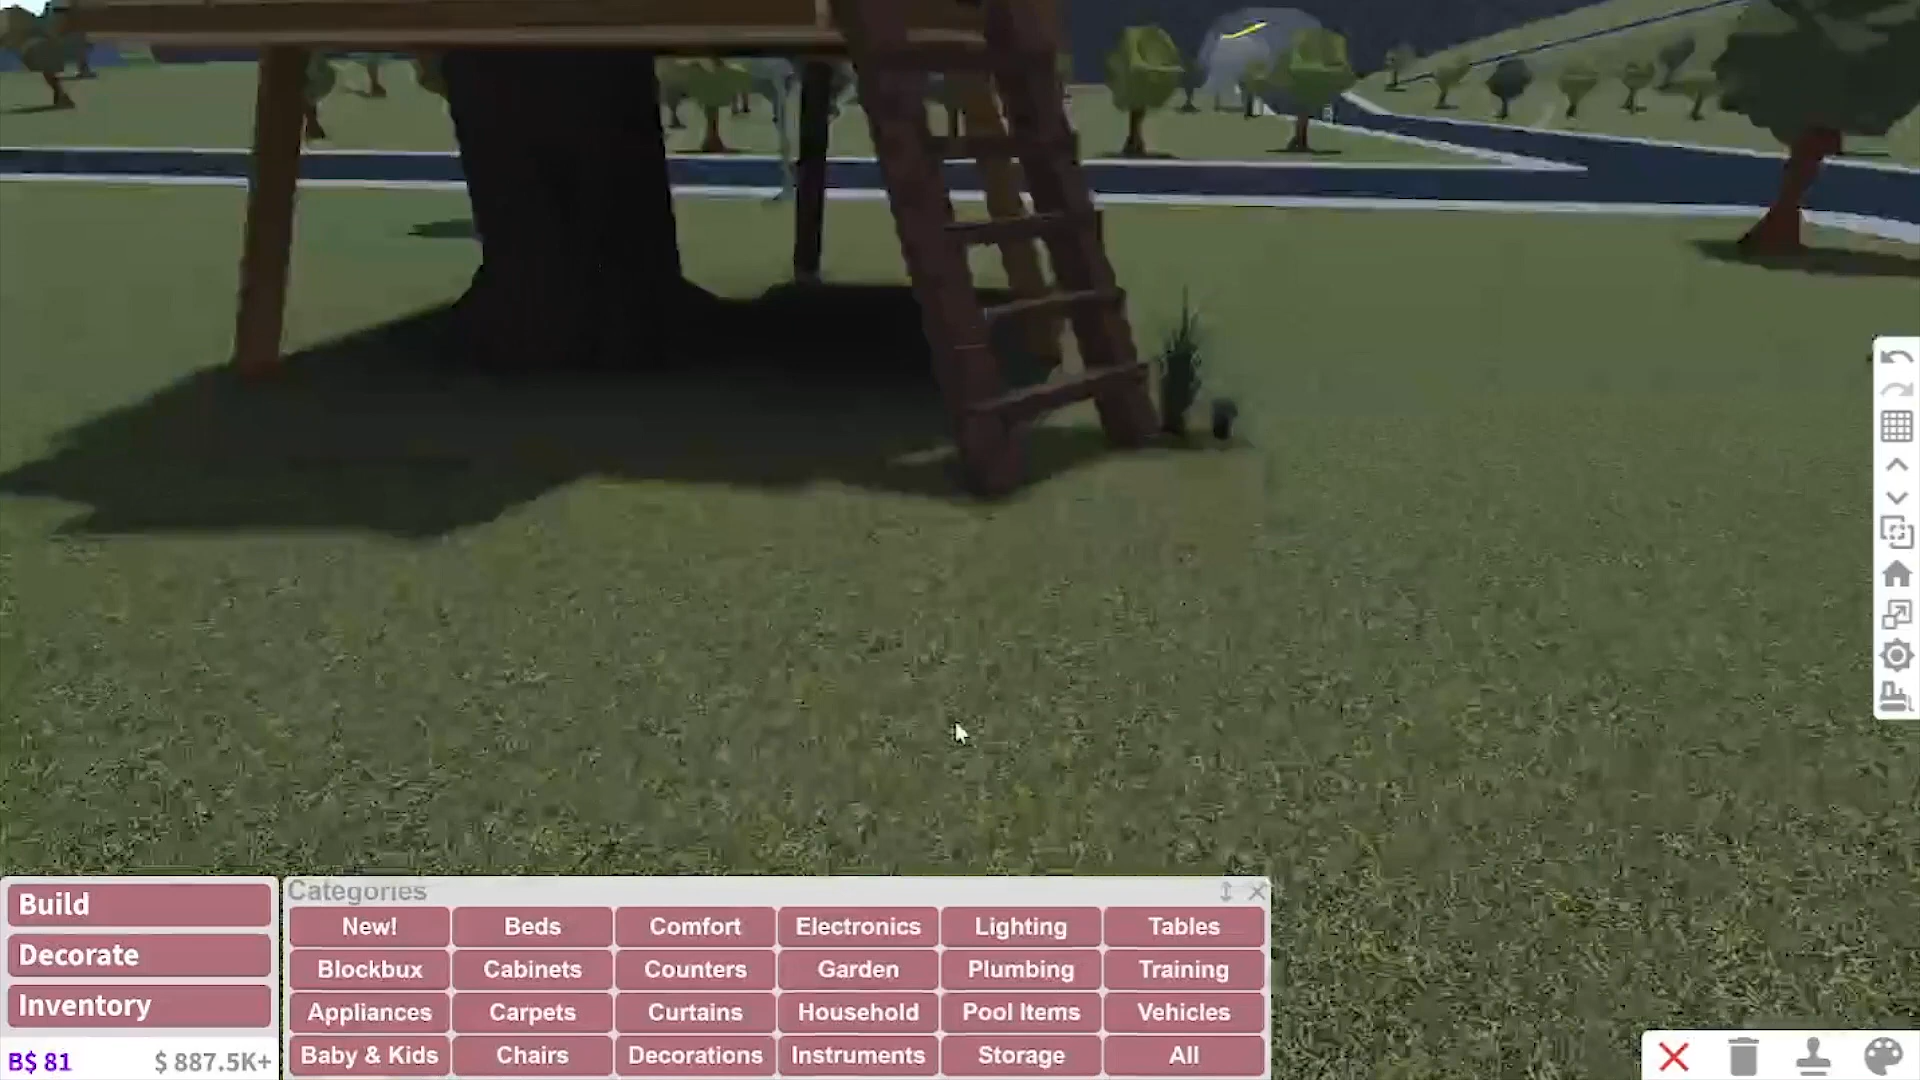 Build
Decorate
Inventory
B$ 81 $ 887.5K+
Categories
New! Beds Comfort Electronics Lighting Tables
Blockbux Cabinets Counters Garden Plumbing Training
Appliances Carpets Curtains Household Pool Items Vehicles
Baby & Kids Chairs Decorations Instruments Storage All